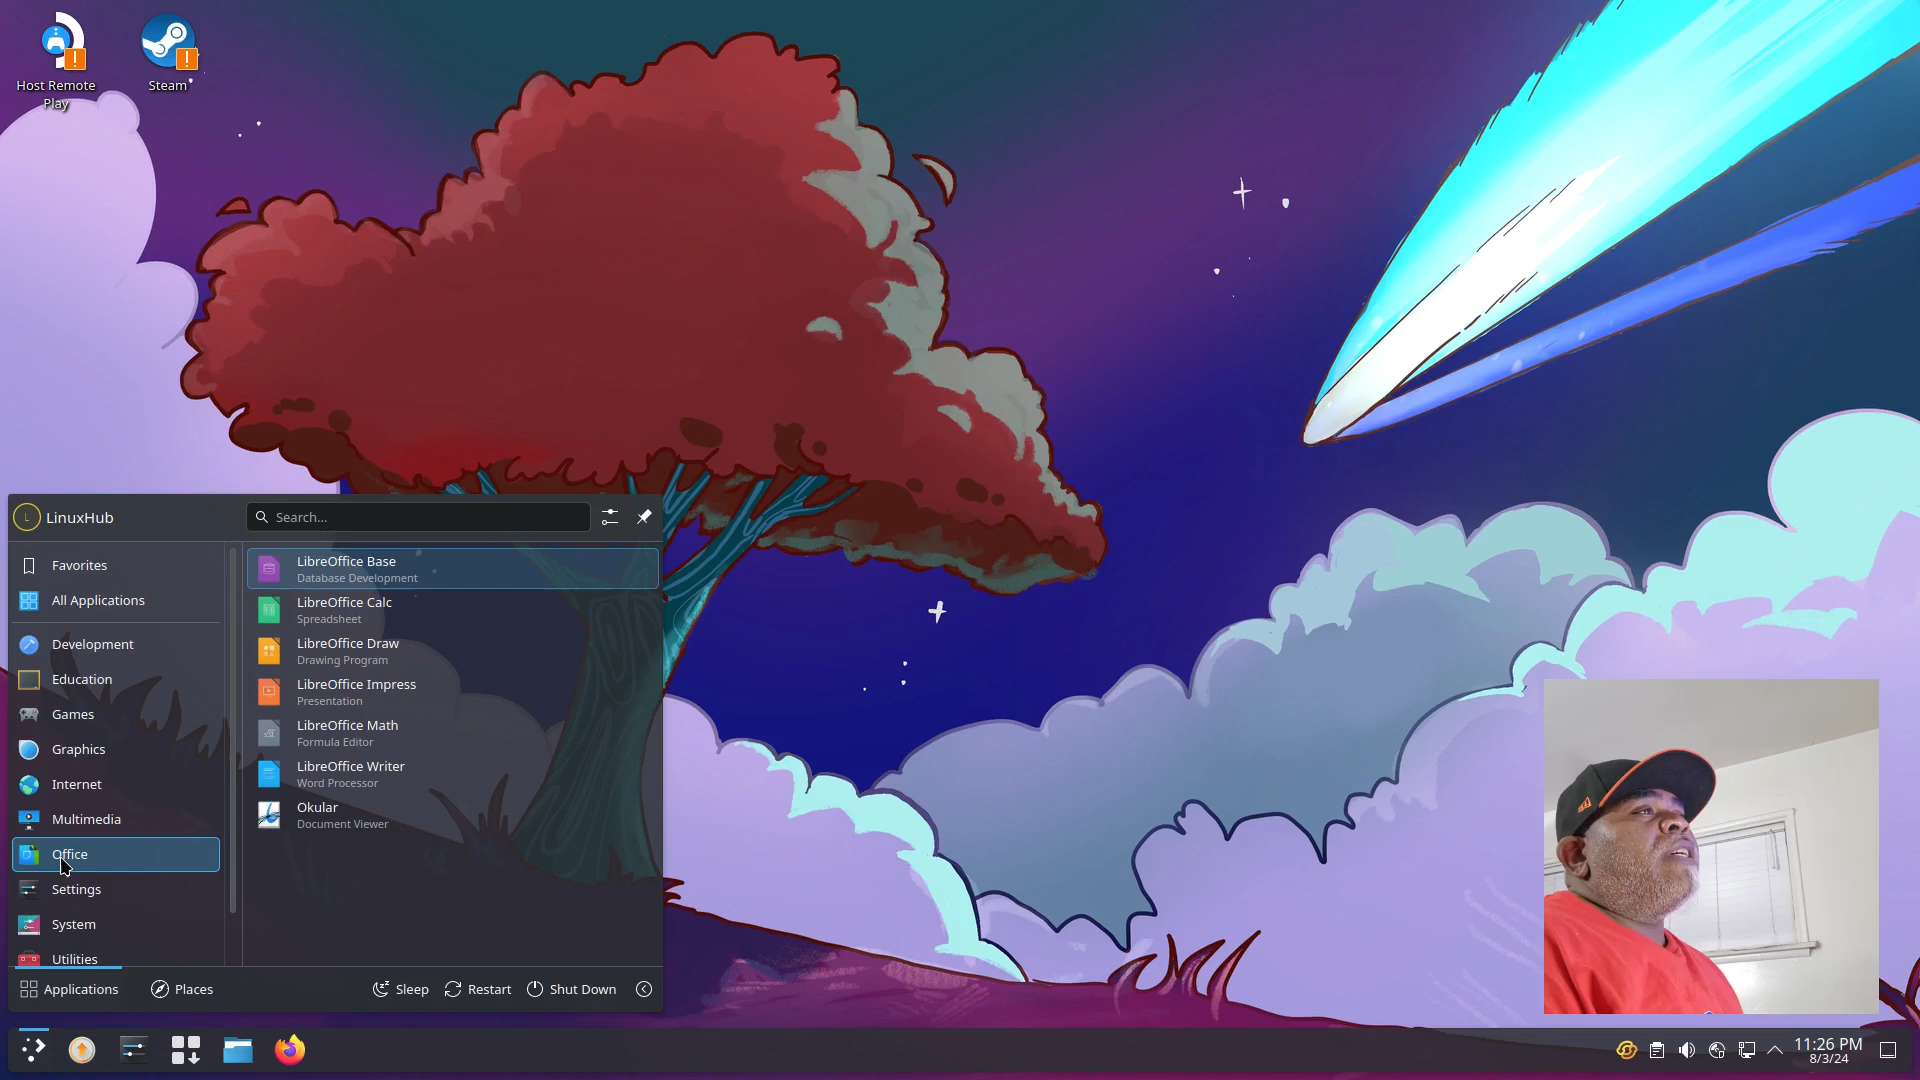 Host Remote
Play
Steam
LinuxHub
Search...
Favorites
All Applications
Development
Education
Games
Graphics
Internet
Multimedia
Office
Settings
System
Utilities
LibreOffice Base
Database Development
LibreOffice Calc
Spreadsheet
LibreOffice Draw
Drawing Program
LibreOffice Impress
Presentation
LibreOffice Math
Formula Editor
LibreOffice Writer
Word Processor
Okular
Document Viewer
Applications
Places
Sleep
Restart
Shut Down
11:26 PM
8/3/24